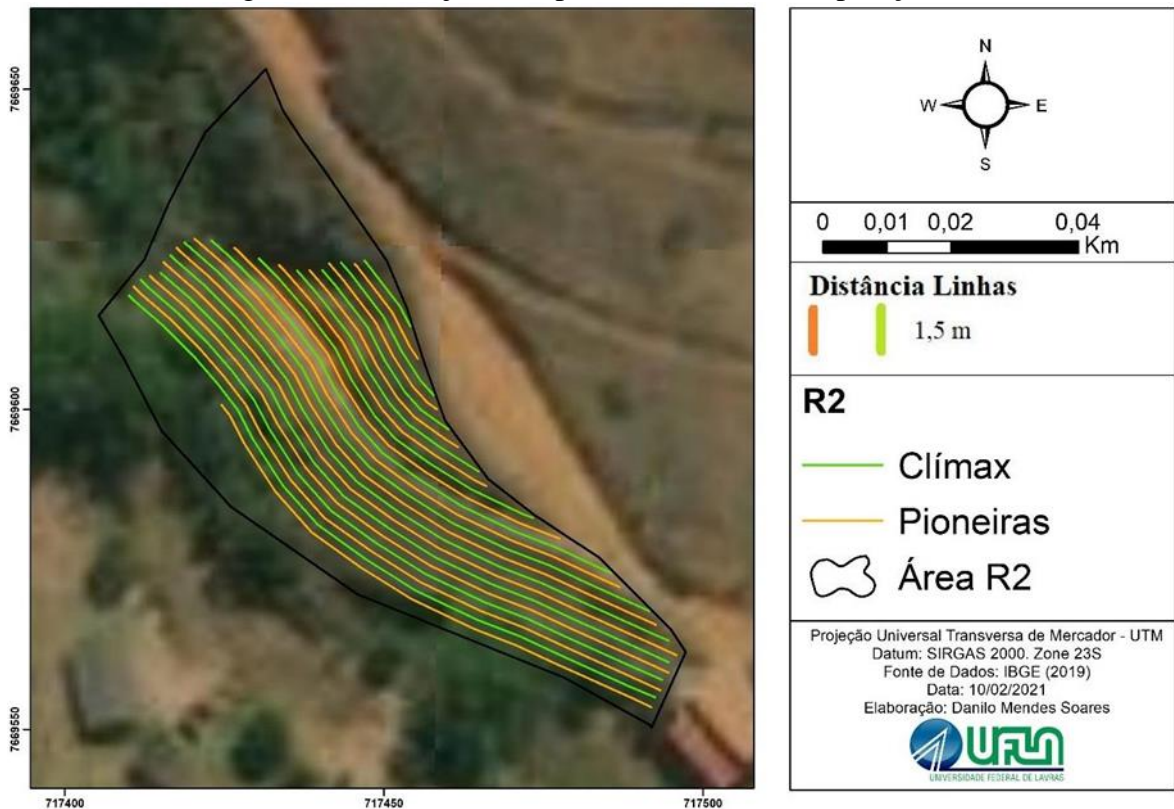 7669650
7669600
7669550
717400
717450
717500
N
W
E
S
0 0,01 0,02 0,04
Km
Distância Linhas
1,5 m
R2
Clímax
Pioneiras
Área R2
Projeção Universal Transversa de Mercador - UTM
Datum: SIRGAS 2000. Zone 23S
Fonte de Dados: IBGE (2019)
Data: 10/02/2021
Elaboração: Danilo Mendes Soares
UFLA
UNIVERSIDADE FEDERAL DE LAVRAS